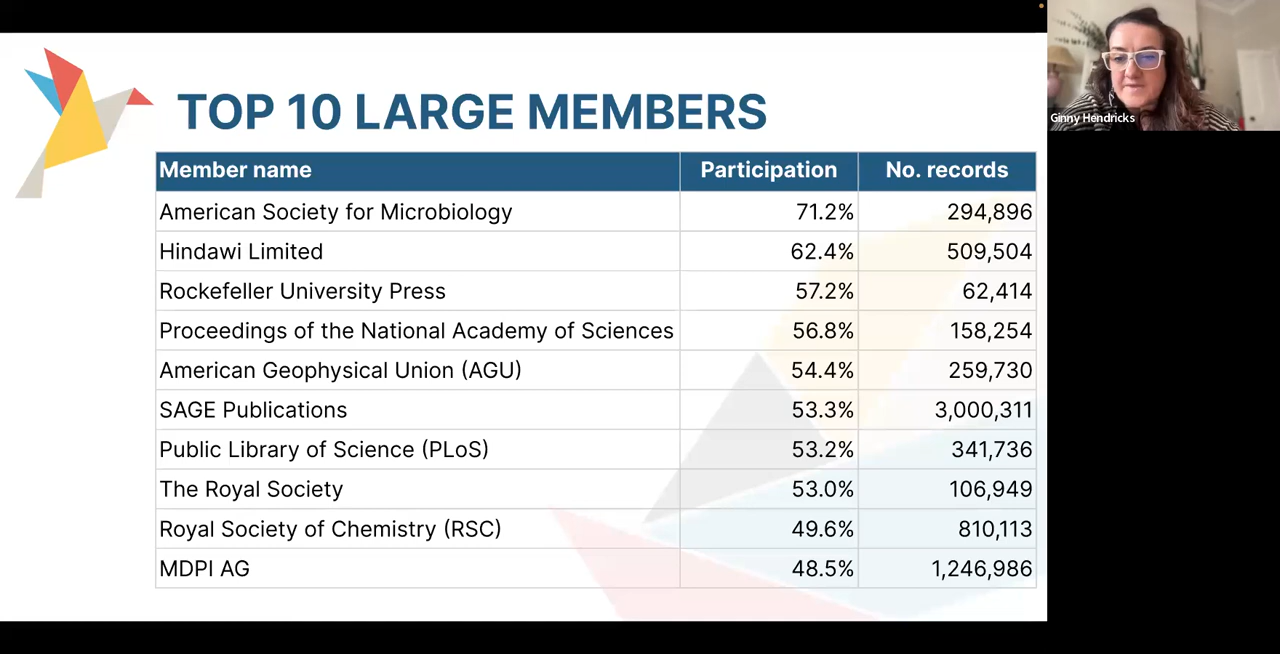 TOP 10 LARGE MEMBERS
Member name Participation No. records
American Society for Microbiology 71.2% 294,896
Hindawi Limited 62.4% 509,504
Rockefeller University Press 57.2% 62,414
Proceedings of the National Academy of Sciences 56.8% 158,254
American Geophysical Union (AGU) 54.4% 259,730
SAGE Publications 53.3% 3,000,311
Public Library of Science (PLoS) 53.2% 341,736
The Royal Society 53.0% 106,949
Royal Society of Chemistry (RSC) 49.6% 810,113
MDPI AG 48.5% 1,246,986
Ginny Hendricks